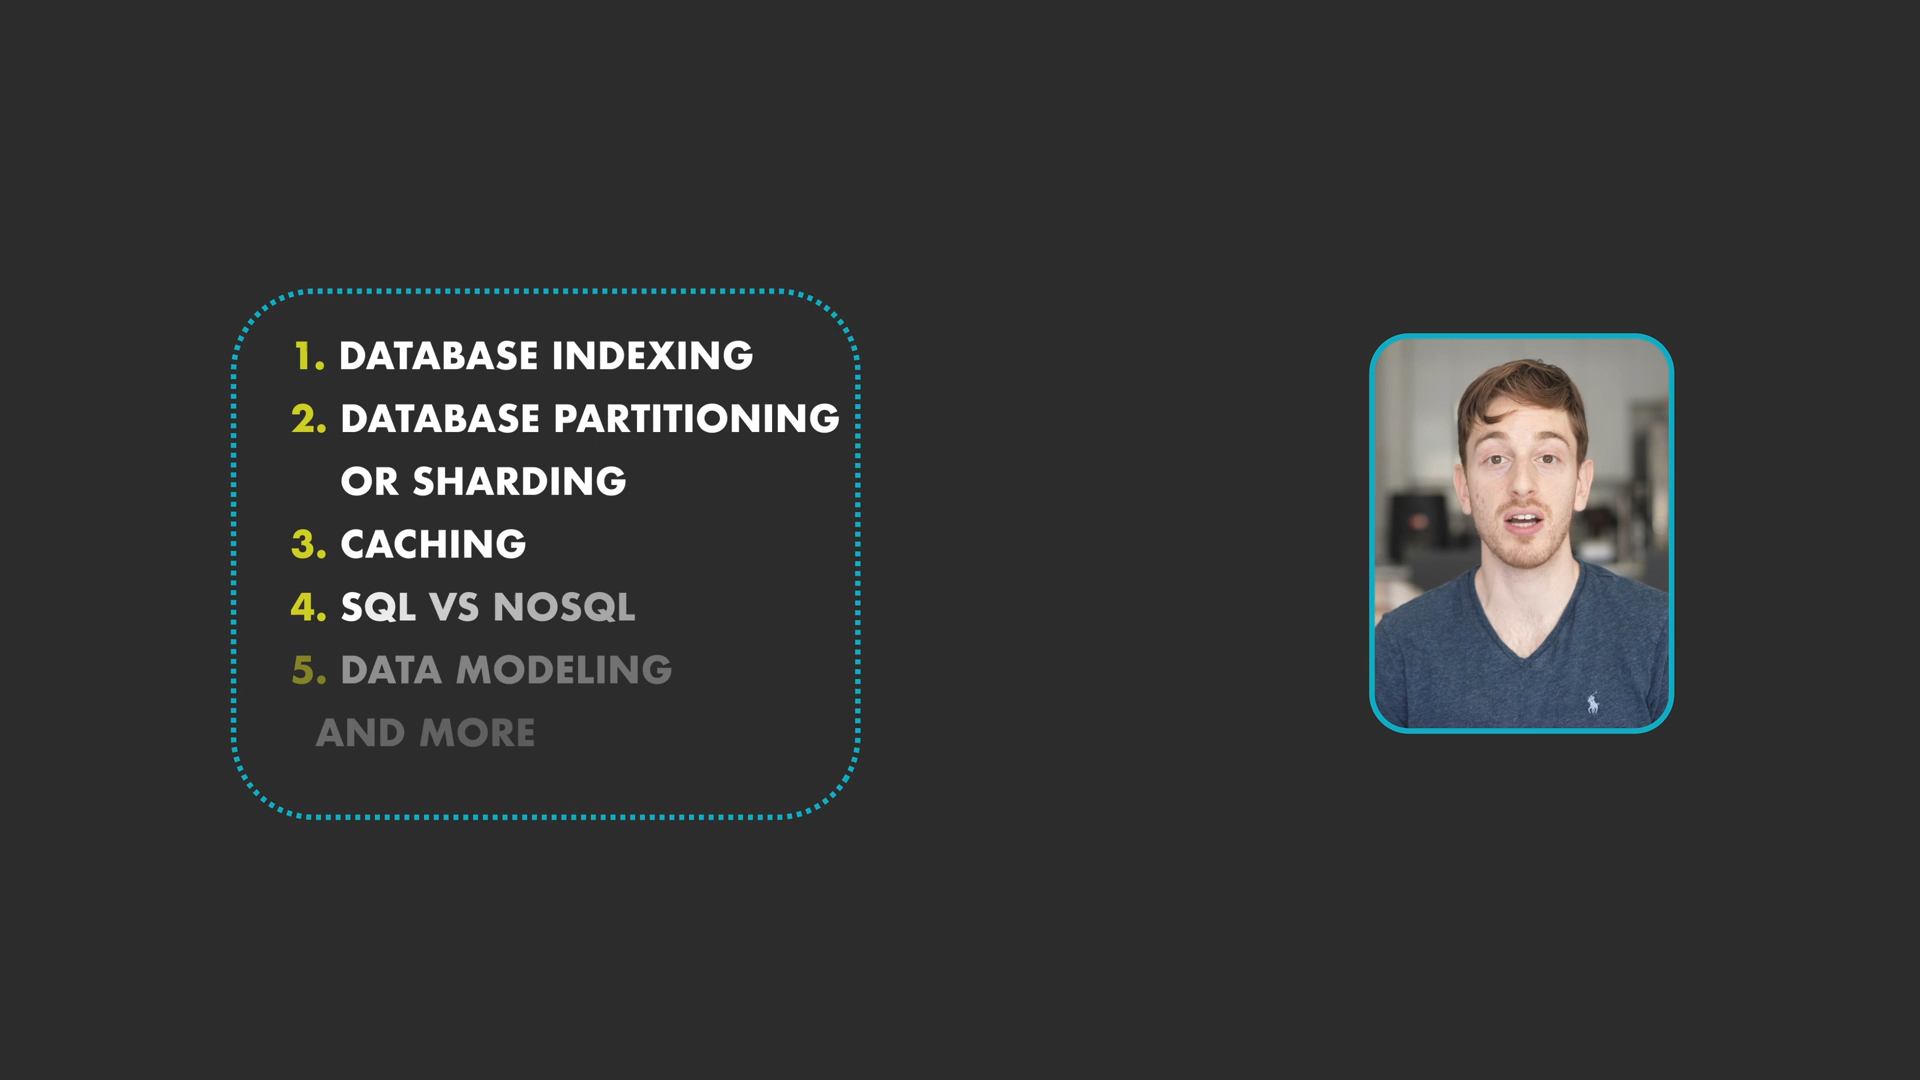 1. DATABASE INDEXING
2. DATABASE PARTITIONING
OR SHARDING
3. CACHING
4. SQL VS NOSQL
5. DATA MODELING
AND MORE